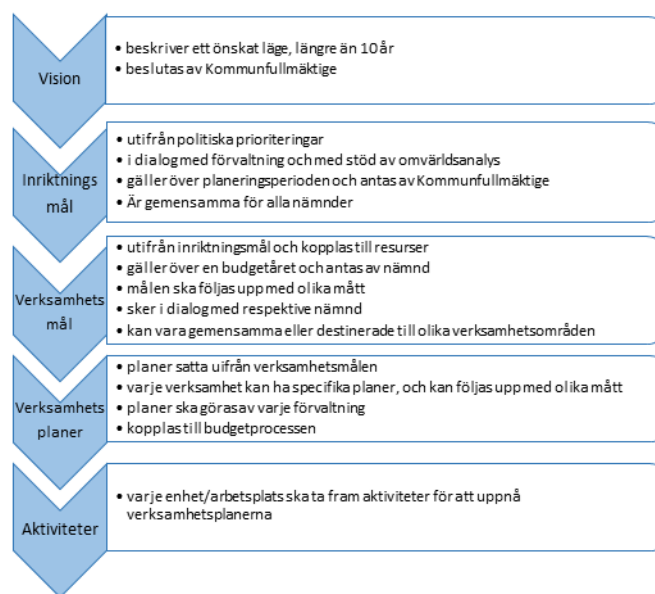 Vision
• beskriver ett önskat läge, längre än 10 år
• beslutas av Kommunfullmäktige
Inriktnings
mål
• utifrån politiska prioriteringar
• i dialog med förvaltning och med stöd av omvärldsanalys
• gäller över planeringsperioden och antas av Kommunfullmäktige
• Är gemensamma för alla nämnder
Verksamhets
mål
• utifrån inriktningsmål och kopplas till resurser
• gäller över en budgetåret och antas av nämnd
• målen ska följas upp med olika mått
• sker i dialog med respektive nämnd
• kan vara gemensamma eller destinerade till olika verksamhetsområden
Verksamhets
planer
• planer satta uifrån verksamhetsmålen
• varje verksamhet kan ha specifika planer, och kan följas upp med olika mått
• planer ska göras av varje förvaltning
• kopplas till budgetprocessen
Aktiviteter
• varje enhet/arbetsplats ska ta fram aktiviteter för att uppnå
verksamhetsplanerna